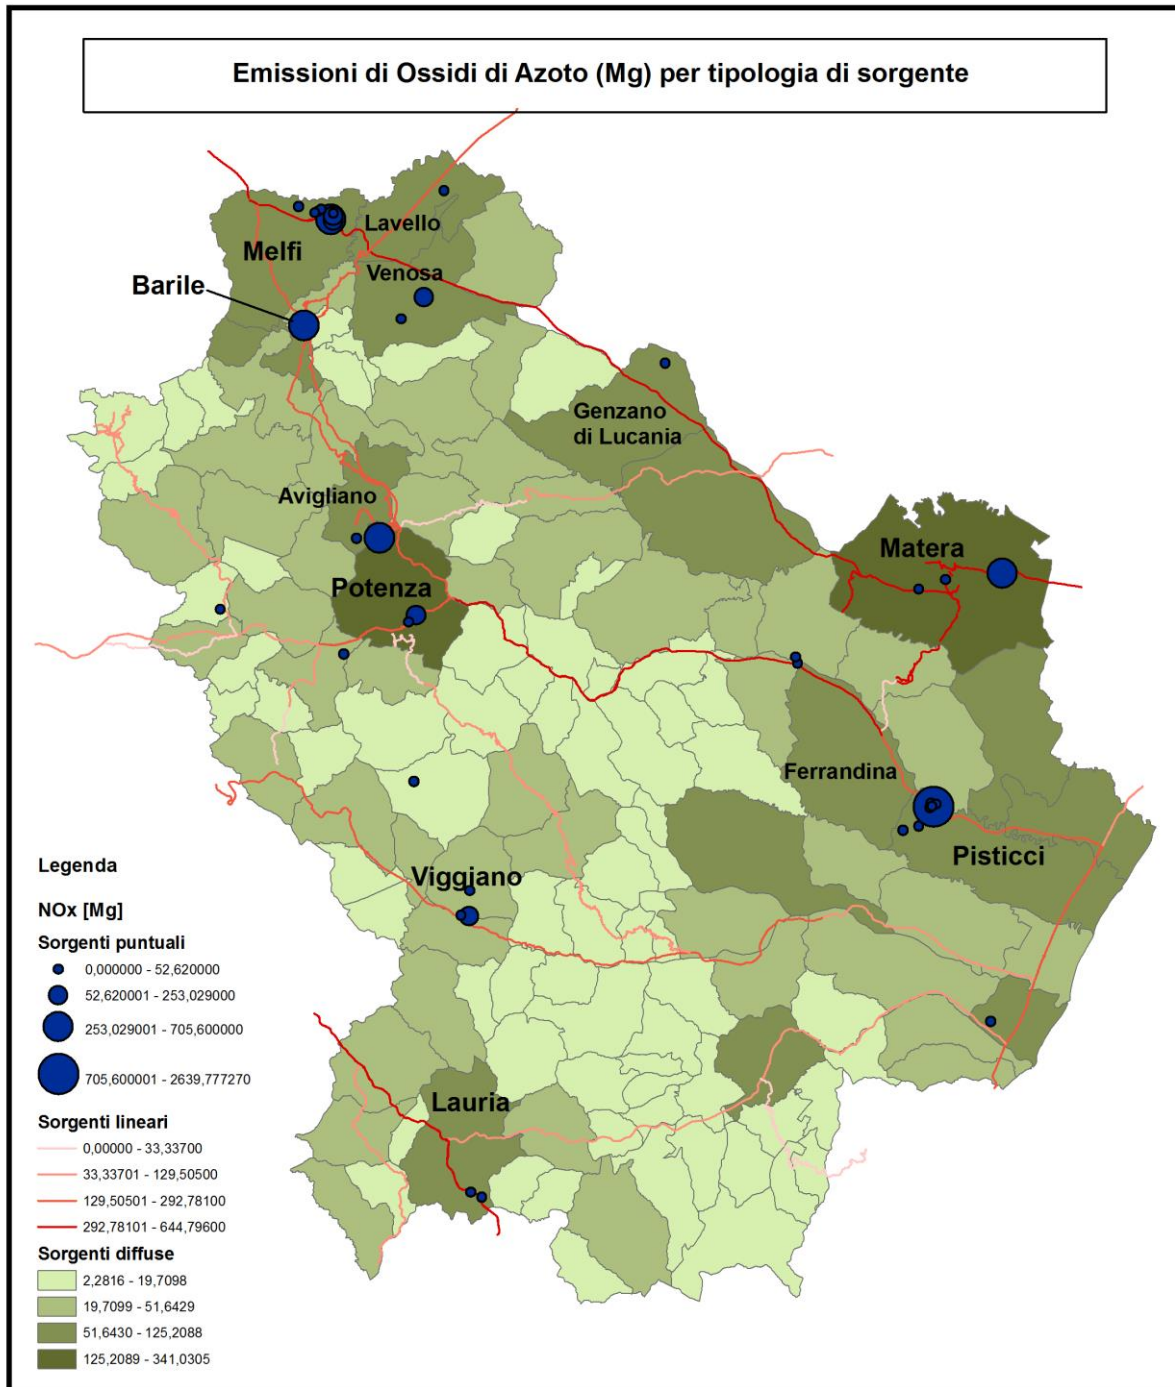 Emissioni di Ossidi di Azoto (Mg) per tipologia di sorgente
Lavello
Melfi
Venosa
Barile
Genzano
di Lucania
Avigliano
Matera
Potenza
Ferrandina
Pisticci
Viggiano
Lauria
Legenda
NOx [Mg]
Sorgenti puntuali
0,000000 - 52,620000
52,620001 - 253,029000
253,029001 - 705,600000
705,600001 - 2639,777270
Sorgenti lineari
0,00000 - 33,33700
33,33701 - 129,50500
129,50501 - 292,78100
292,78101 - 644,79600
Sorgenti diffuse
2,2816 - 19,7098
19,7099 - 51,6429
51,6430 - 125,2088
125,2089 - 341,0305